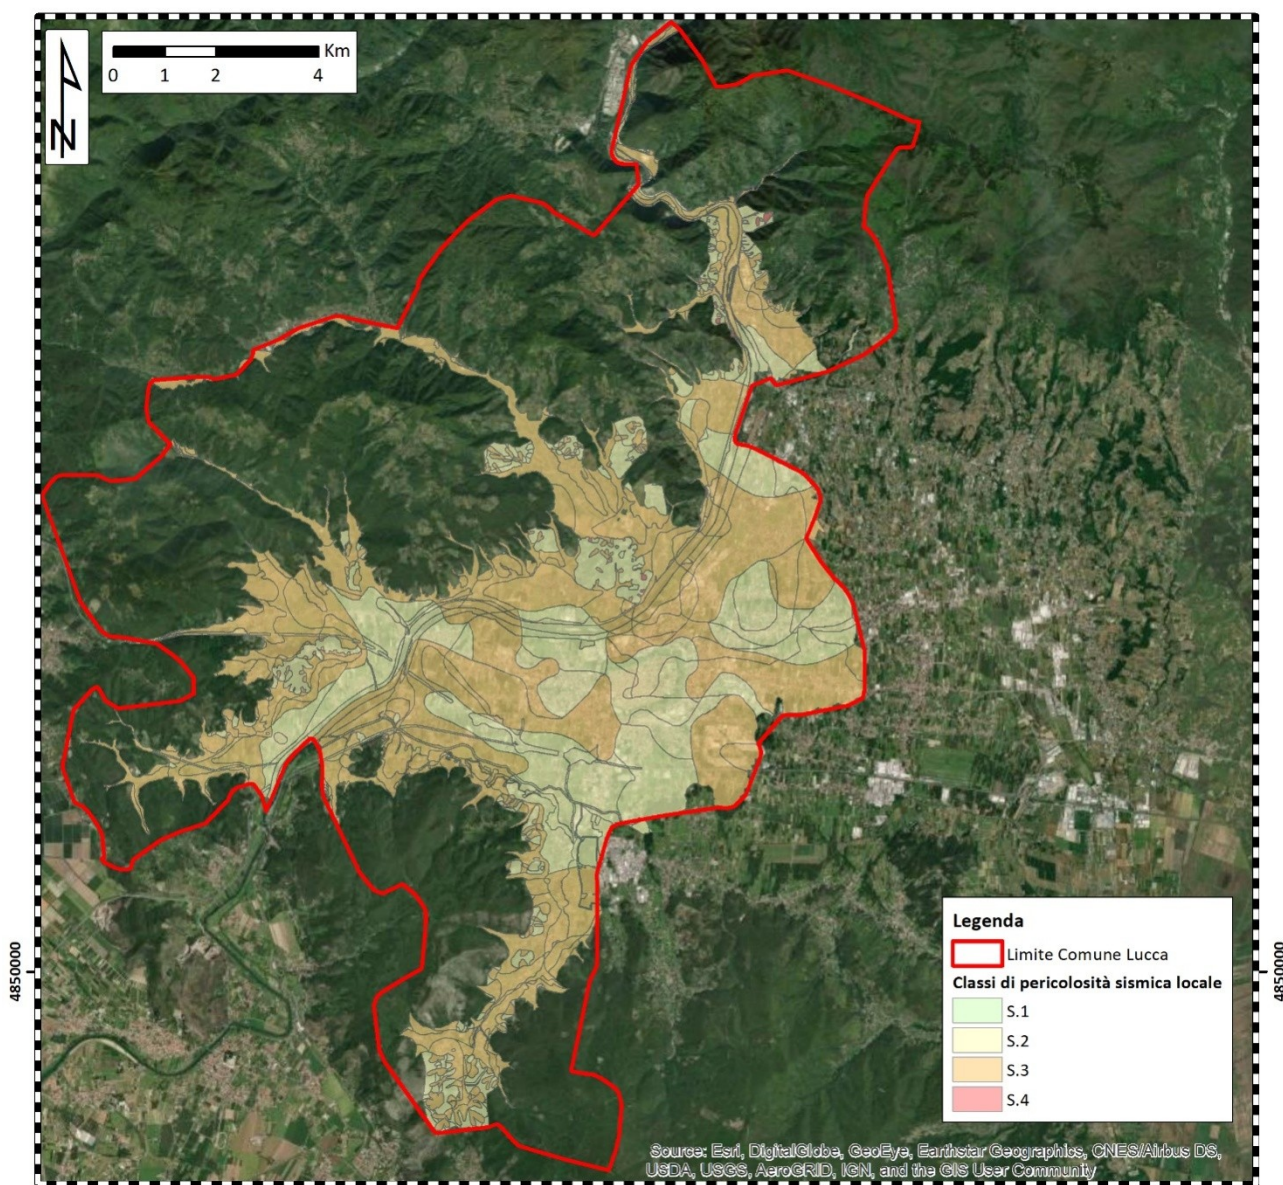 N
Km
0 1 2 4
4850000
4850000
Legenda
Limite Comune Lucca
Classi di pericolosità sismica locale
S.1
S.2
S.3
S.4
Source: Esri, DigitalGlobe, GeoEye, Earthstar Geographics, CNES/Airbus DS,
USDA, USGS, AeroGRID, IGN, and the GIS User Community